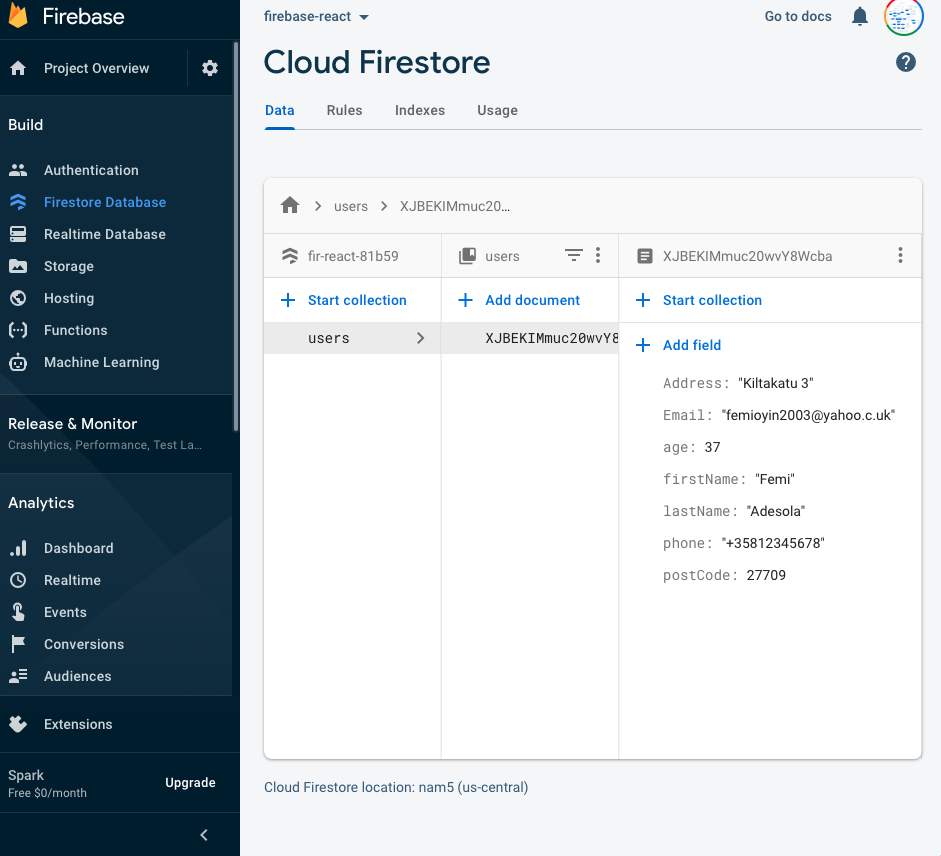 Firebase
Project Overview
Build
Authentication
Firestore Database
Realtime Database
Storage
Hosting
Functions
Machine Learning
Release & Monitor
Crashlytics, Performance, Test La...
Analytics
Dashboard
Realtime
Events
Conversions
Audiences
Extensions
Spark
Free $0/month
Upgrade
firebase-react
Go to docs
Cloud Firestore
Data Rules Indexes Usage
users XJBEKIMmuc20...
fir-react-81b59
Start collection
users
users
Add document
XJBEKIMmuc20wvY8
XJBEKIMmuc20wvY8Wcba
Start collection
Add field
Address: "Kiltakatu 3"
Email: "femioyin2003@yahoo.c.uk"
age: 37
firstName: "Femi"
lastName: "Adesola"
phone: "+35812345678"
postCode: 27709
Cloud Firestore location: nam5 (us-central)